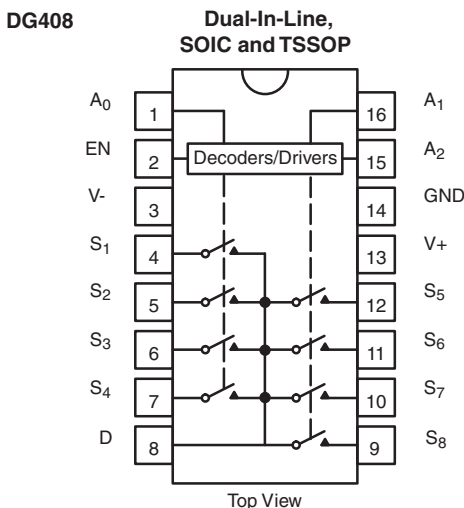 DG408
Dual-In-Line,
SOIC and TSSOP
A0 1 16 A1
EN 2 Decoders/Drivers 15 A2
V- 3 14 GND
S1 4 13 V+
S2 5 12 S5
S3 6 11 S6
S4 7 10 S7
D 8 9 S8
Top View